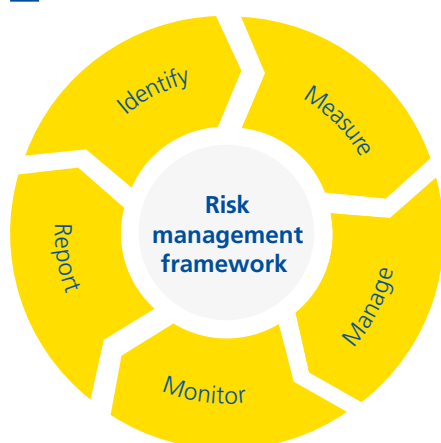 Identify
Measure
Manage
Monitor
Report
Risk
management
framework